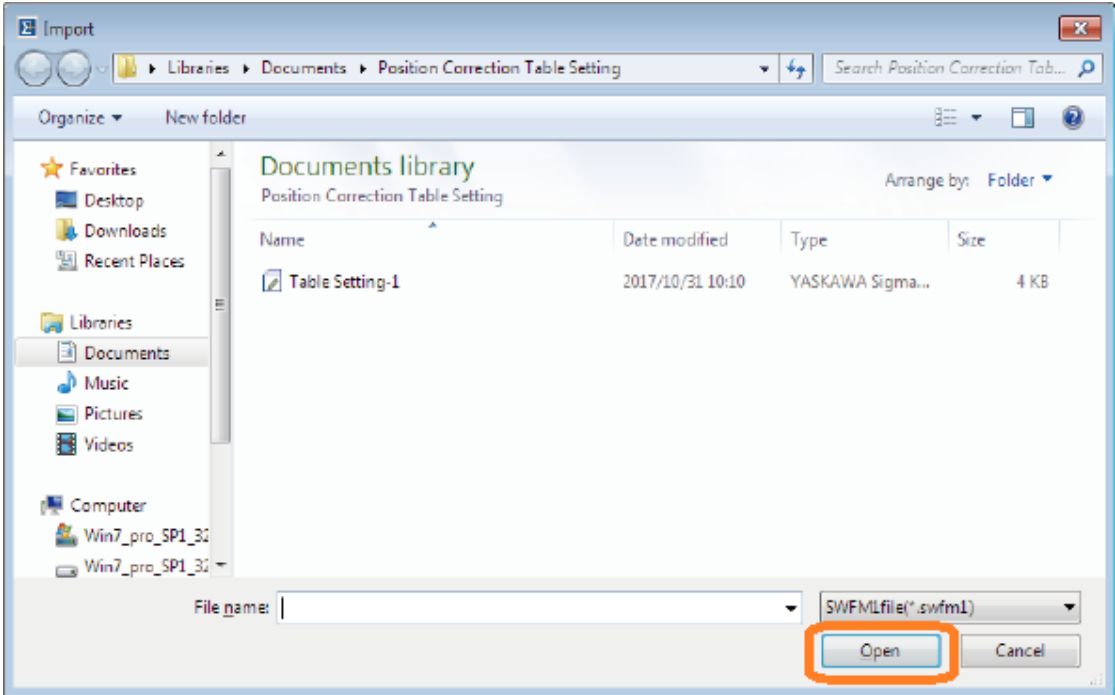 Import
Libraries Documents Position Correction Table Setting
Search Position Correction Tab...
Organize New folder
Favorites
Desktop
Downloads
Recent Places
Libraries
Documents
Music
Pictures
Videos
Computer
Win7_pro_SP1_32
Win7_pro_SP1_32
Documents library
Position Correction Table Setting
Arrange by: Folder
Name Date modified Type Size
Table Setting-1 2017/10/31 10:10 YASKAWA Sigma... 4 KB
File name: SWFM1file(*.swfm1)
Open Cancel